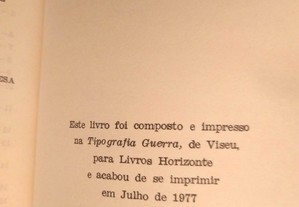 ESA
Este livro foi composto e impresso
na Tipografia Guerra, de Viseu,
para Livros Horizonte
e acabou de se imprimir
em Julho de 1977